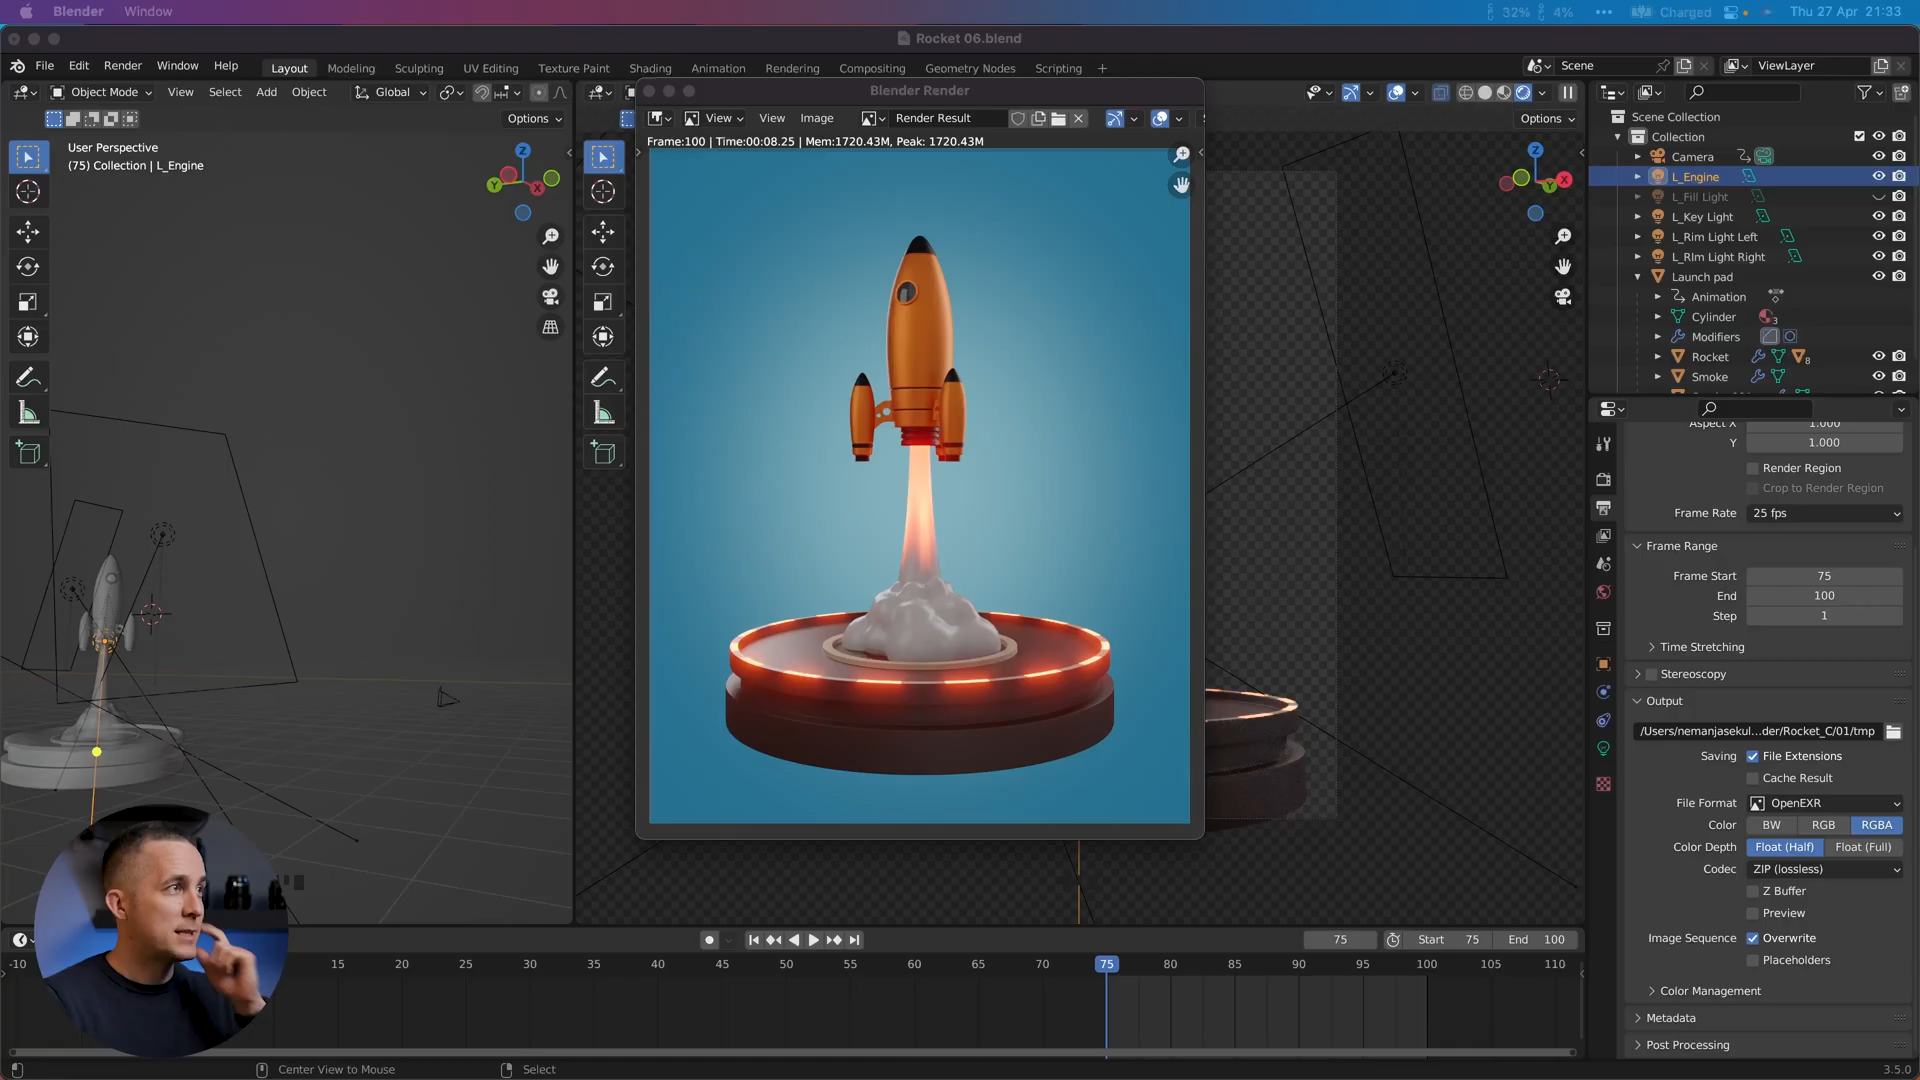 Blender Window 32% 4% Charged Thu 27 Apr 21:33
Rocket 06.blend
File Edit Render Window Help Layout Modeling Sculpting UV Editing Texture Paint Shading Animation Rendering Compositing Geometry Nodes Scripting + Scene ViewLayer
Object Mode View Select Add Object Global
Options
Options
User Perspective
(75) Collection | L_Engine
Z
Y
X
Z
Y
X
Blender Render
View View Image Render Result
Frame:100 | Time:00:08.25 | Mem:1720.43M, Peak: 1720.43M
Scene Collection
Collection
Camera
L_Engine
L_Fill Light
L_Key Light
L_Rim Light Left
L_RIm Light Right
Launch pad
Animation
Cylinder 3
Modifiers
Rocket 8
Smoke
Aspect X 1.000
Y 1.000
Render Region
Crop to Render Region
Frame Rate 25 fps
Frame Range
Frame Start 75
End 100
Step 1
Time Stretching
Stereoscopy
Output
/Users/nemanjasekul...der/Rocket_C/01/tmp
Saving File Extensions
Cache Result
File Format OpenEXR
Color BW RGB RGBA
Color Depth Float (Half) Float (Full)
Codec ZIP (lossless)
Z Buffer
Preview
Image Sequence Overwrite
Placeholders
Color Management
Metadata
Post Processing
75 Start 75 End 100
-10 15 20 25 30 35 40 45 50 55 60 65 70 75 80 85 90 95 100 105 110
Center View to Mouse Select 3.5.0